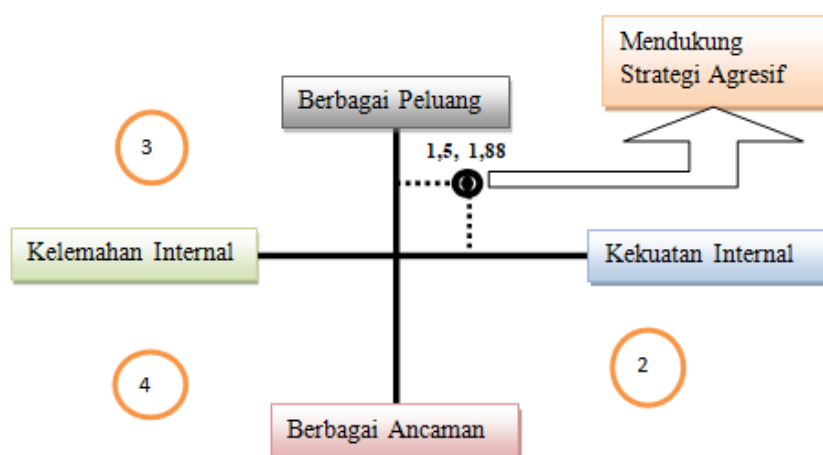 Mendukung
Strategi Agresif
Berbagai Peluang
1,5, 1,88
3
Kelemahan Internal
Kekuatan Internal
4
2
Berbagai Ancaman